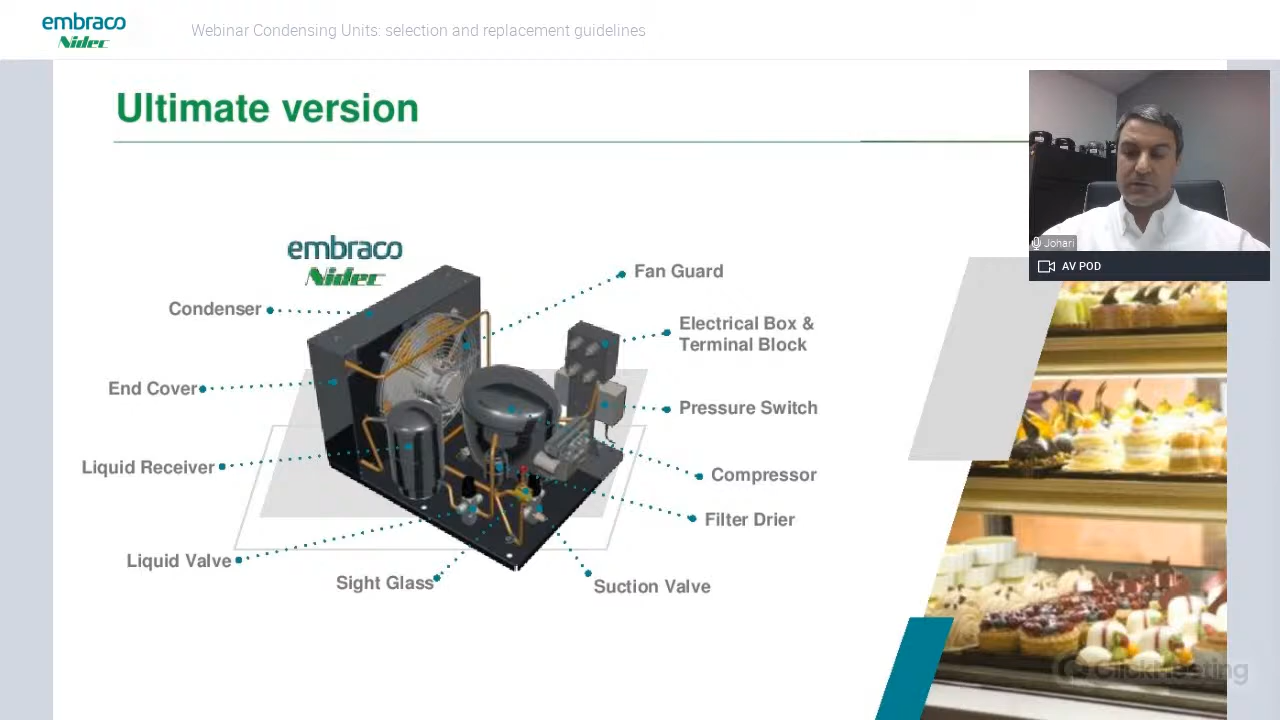 embraco
Nidec
Webinar Condensing Units: selection and replacement guidelines
Ultimate version
Johari
AV POD
embraco
Nidec
Fan Guard
Condenser
Electrical Box &
Terminal Block
End Cover
Pressure Switch
Liquid Receiver
Compressor
Filter Drier
Liquid Valve
Sight Glass
Suction Valve
ClickMeeting